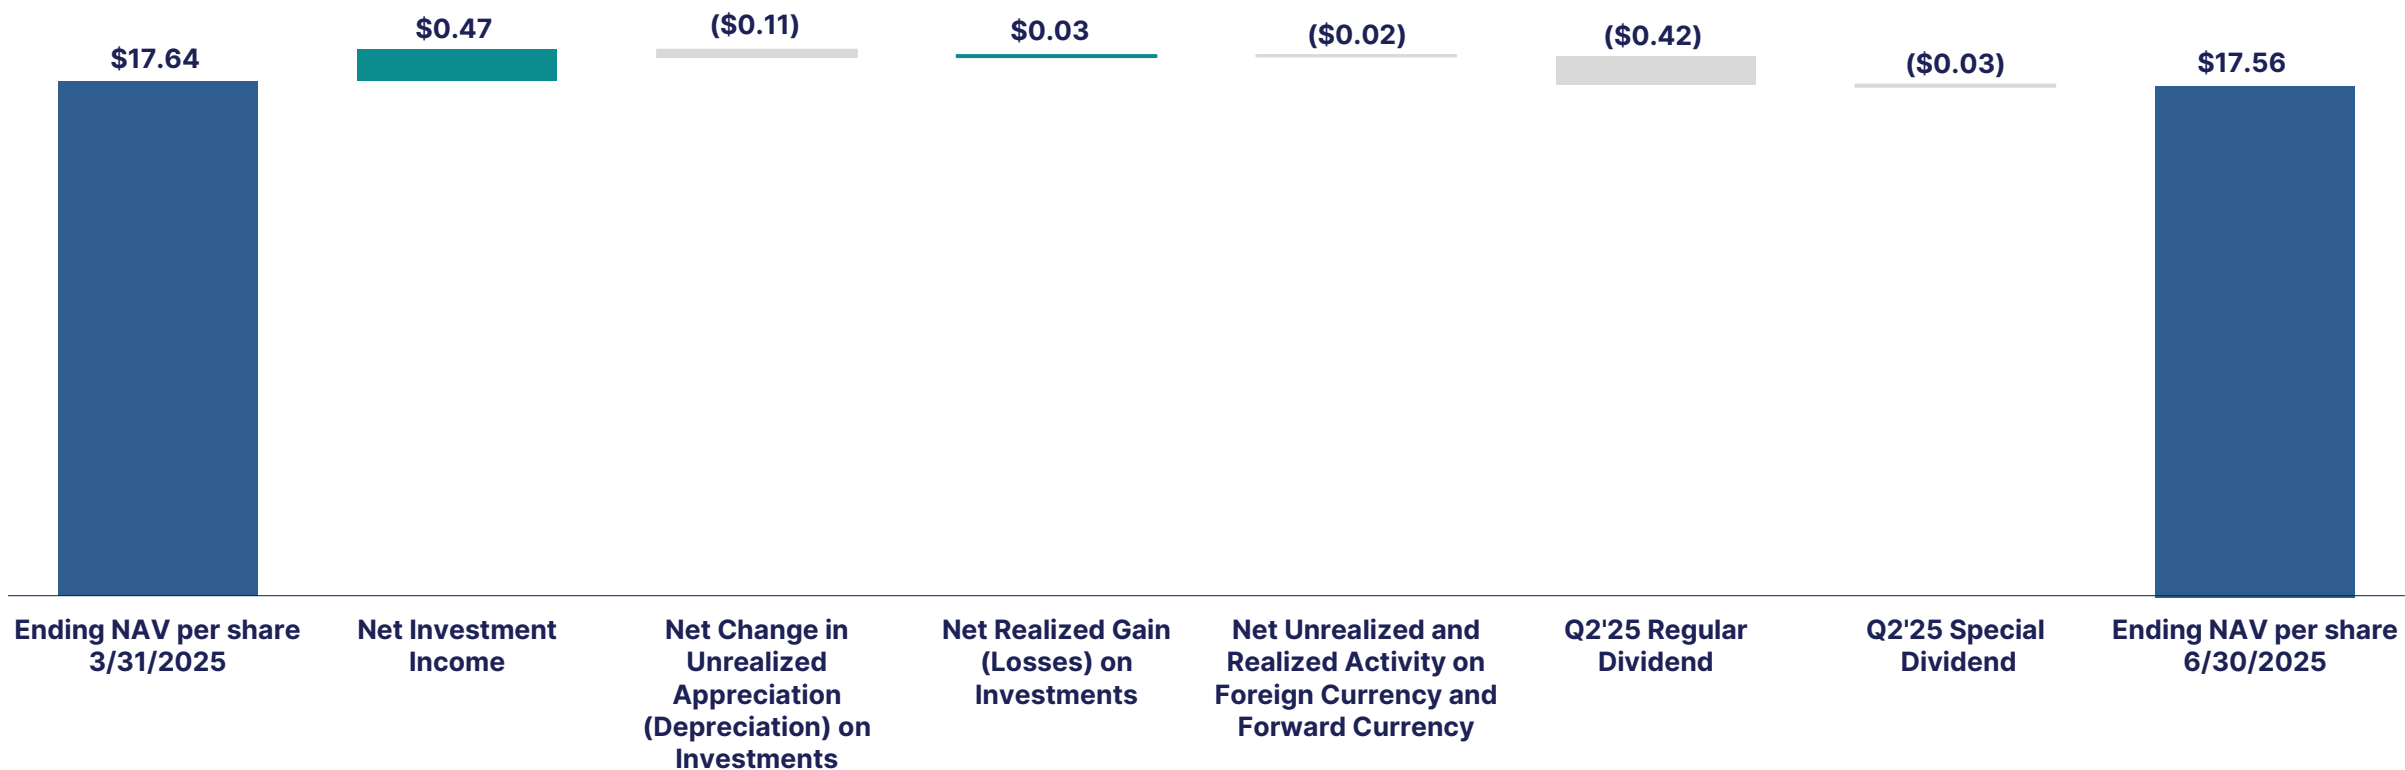 $17.64
$0.47
($0.11)
$0.03
($0.02)
($0.42)
($0.03)
$17.56
Ending NAV per share
3/31/2025
Net Investment
Income
Net Change in
Unrealized
Appreciation
(Depreciation) on
Investments
Net Realized Gain
(Losses) on
Investments
Net Unrealized and
Realized Activity on
Foreign Currency and
Forward Currency
Q2'25 Regular
Dividend
Q2'25 Special
Dividend
Ending NAV per share
6/30/2025